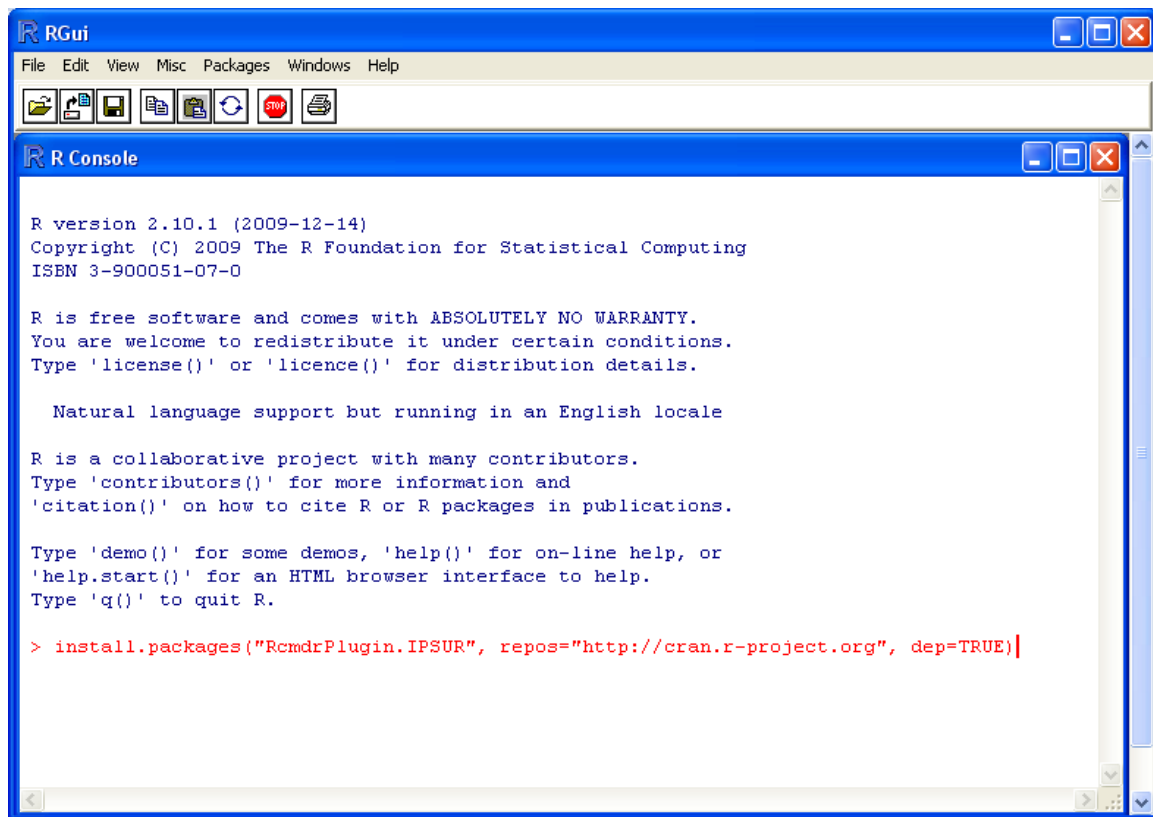 RGui
File Edit View Misc Packages Windows Help
STOP
R Console
R version 2.10.1 (2009-12-14)
Copyright (C) 2009 The R Foundation for Statistical Computing
ISBN 3-900051-07-0
R is free software and comes with ABSOLUTELY NO WARRANTY.
You are welcome to redistribute it under certain conditions.
Type 'license()' or 'licence()' for distribution details.
Natural language support but running in an English locale
R is a collaborative project with many contributors.
Type 'contributors()' for more information and
'citation()' on how to cite R or R packages in publications.
Type 'demo()' for some demos, 'help()' for on-line help, or
'help.start()' for an HTML browser interface to help.
Type 'q()' to quit R.
> install.packages("RcmdrPlugin.IPSUR", repos="http://cran.r-project.org", dep=TRUE)